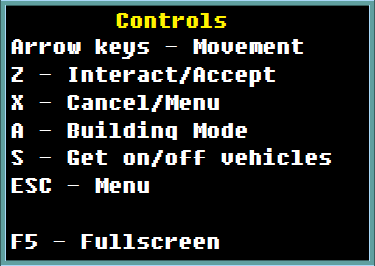 Controls
Arrow keys - Movement
Z - Interact/Accept
X - Cancel/Menu
A - Building Mode
S - Get on/off vehicles
ESC - Menu
F5 - Fullscreen